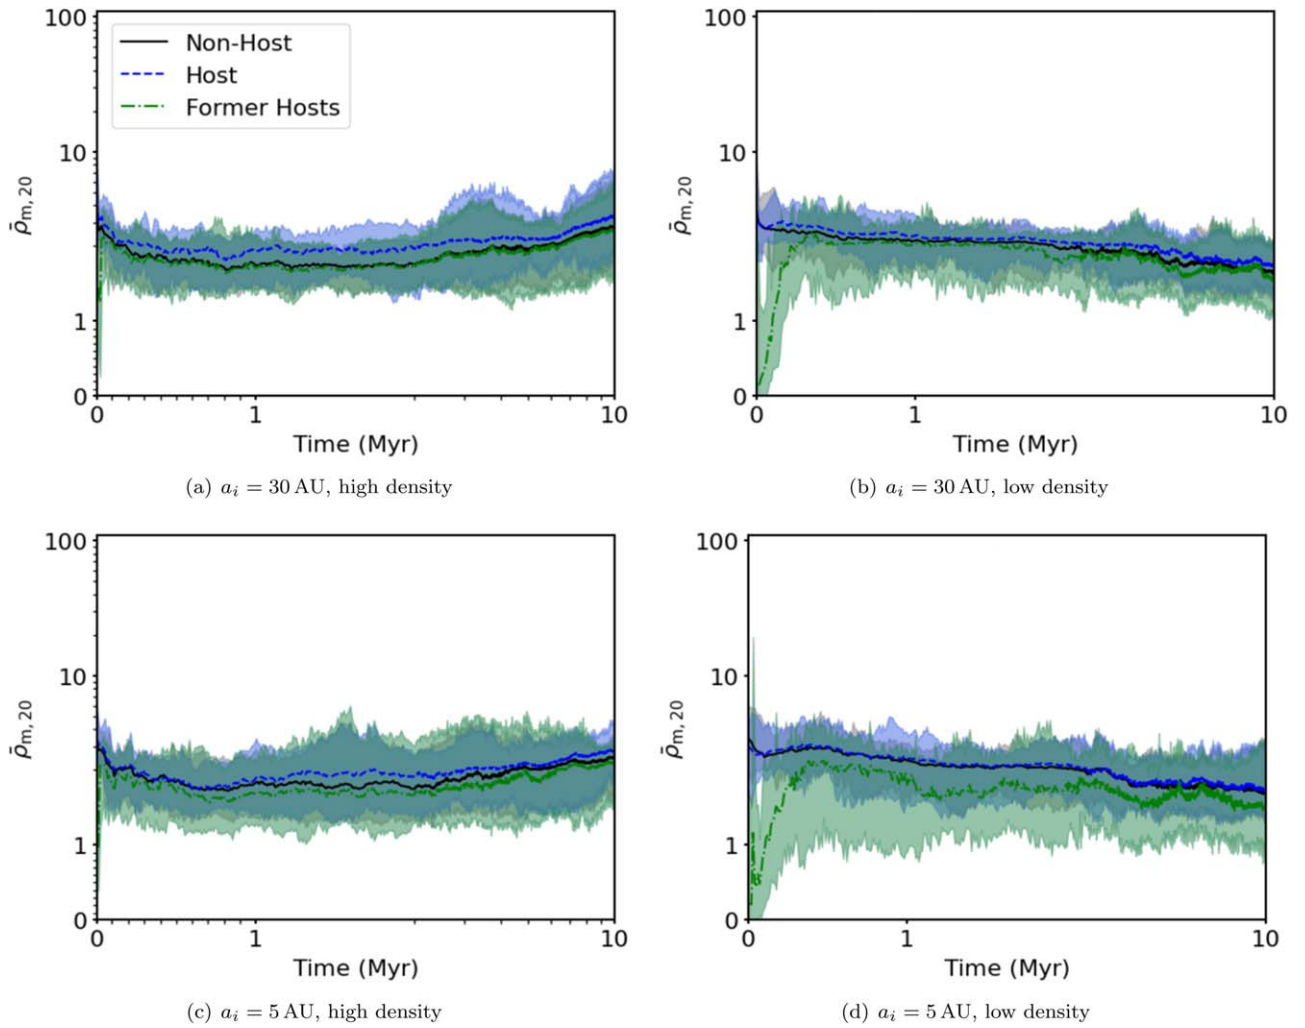 100
10
1
0
ρ̄m, 20
Non-Host
Host
Former Hosts
0
1
10
Time (Myr)
(a) ai = 30 AU, high density
100
10
1
0
ρ̄m, 20
0
1
10
Time (Myr)
(b) ai = 30 AU, low density
100
10
1
0
ρ̄m, 20
0
1
10
Time (Myr)
(c) ai = 5 AU, high density
100
10
1
0
ρ̄m, 20
0
1
10
Time (Myr)
(d) ai = 5 AU, low density